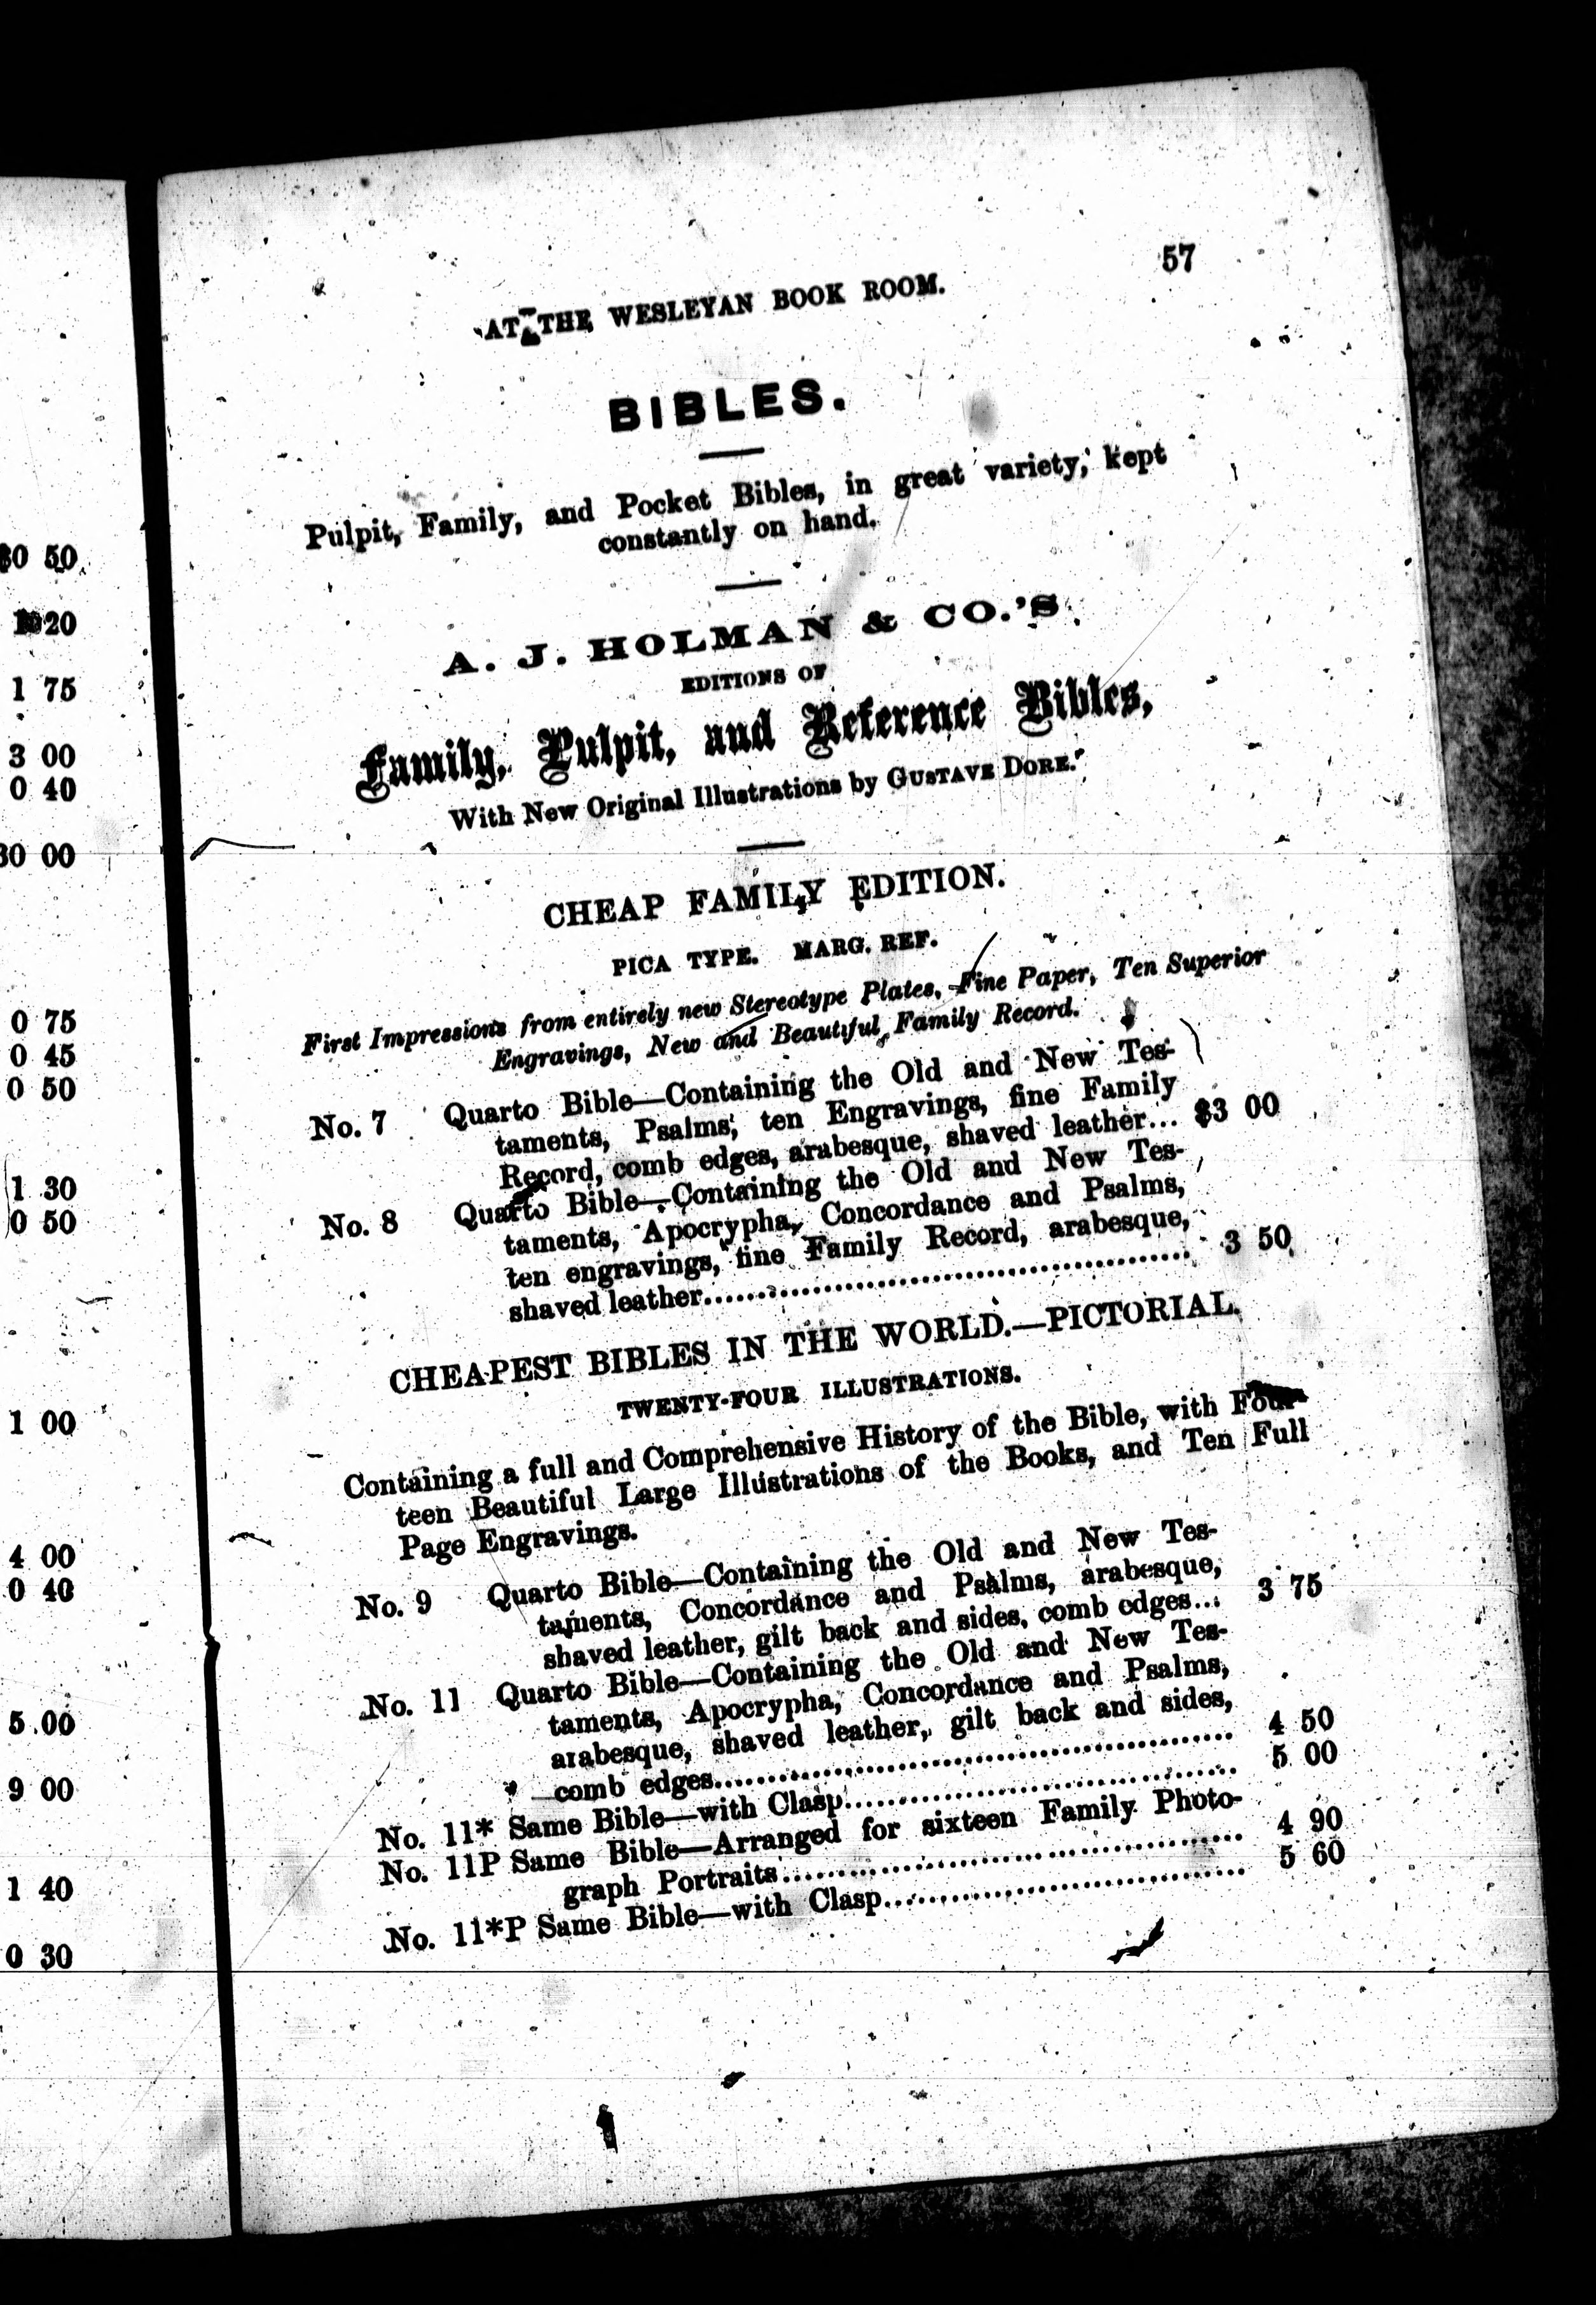 $0 50
20
1 75
3 00
0 40
30 00
0 75
0 45
0 50
1 30
0 50
1 00
4 00
0 40
5 00
9 00
1 40
0 30
57
AT THE WESLEYAN BOOK ROOM.
BIBLES.
Pulpit, Family, and Pocket Bibles, in great variety, kept
constantly on hand.
A. J. HOLMAN & CO.'S
EDITIONS OF
Family, Pulpit, and Reference Bibles,
With New Original Illustrations by GUSTAVE DORE.
CHEAP FAMILY EDITION.
PICA TYPE. MARG. REF.
First Impressions from entirely new Stereotype Plates, Fine Paper, Ten Superior
Engravings, New and Beautiful Family Record.
No. 7 Quarto Bible—Containing the Old and New Tes-
taments, Psalms, ten Engravings, fine Family
Record, comb edges, arabesque, shaved leather... $3 00
No. 8 Quarto Bible—Containing the Old and New Tes-
taments, Apocrypha, Concordance and Psalms,
ten engravings, fine Family Record, arabesque,
shaved leather.................................................. 3 50
CHEAPEST BIBLES IN THE WORLD.—PICTORIAL.
TWENTY-FOUR ILLUSTRATIONS.
Containing a full and Comprehensive History of the Bible, with Four-
teen Beautiful Large Illustrations of the Books, and Ten Full
Page Engravings.
No. 9 Quarto Bible—Containing the Old and New Tes-
taments, Concordance and Psalms, arabesque,
shaved leather, gilt back and sides, comb edges... 3 75
No. 11 Quarto Bible—Containing the Old and New Tes-
taments, Apocrypha, Concordance and Psalms,
arabesque, shaved leather, gilt back and sides,
comb edges.................................................. 4 50
No. 11* Same Bible—with Clasp....................................... 5 00
No. 11P Same Bible—Arranged for sixteen Family Photo-
graph Portraits............................................. 4 90
No. 11*P Same Bible—with Clasp.................................... 5 60